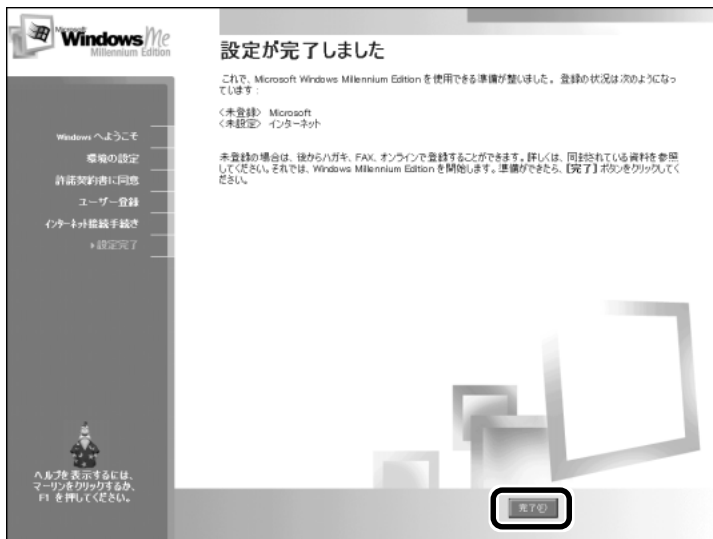 Microsoft
Windows Me
Millennium Edition
設定が完了しました
これで、Microsoft Windows Millennium Edition を使用できる準備が整いました。 登録の状況は次のようになっ
ています :
<未登録> Microsoft
<未設定> インターネット
未登録の場合は、後からハガキ、FAX、オンラインで登録することができます。詳しくは、同封されている資料を参照
してください。それでは、Windows Millennium Edition を開始します。準備ができたら、[完了] ボタンをクリックしてく
ださい。
Windows へようこそ
環境の設定
許諾契約書に同意
ユーザー登録
インターネット接続手続き
設定完了
ヘルプを表示するには、
マーリンをクリックするか、
F1 を押してください。
完了(F)